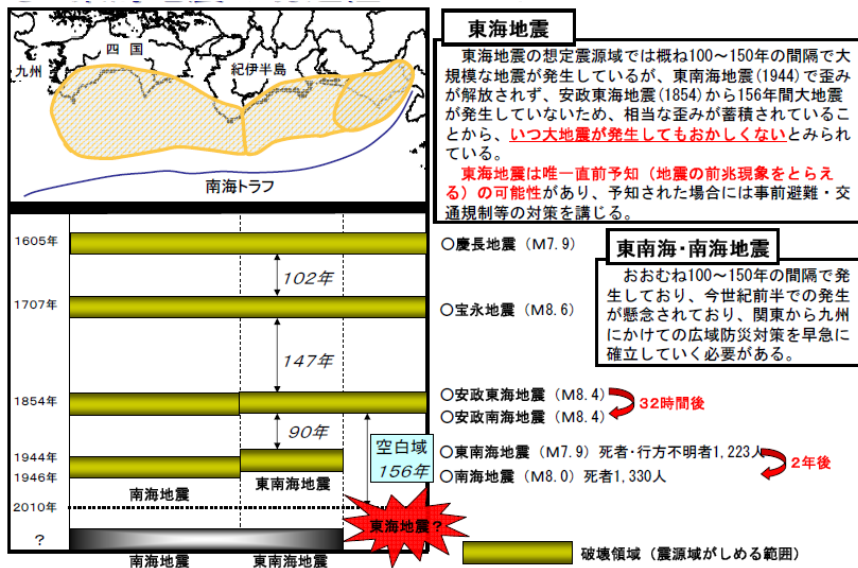 四 国
九州
紀伊半島
南海トラフ
東海地震
東海地震の想定震源域では概ね100～150年の間隔で大
規模な地震が発生しているが、東南海地震(1944)で歪み
が解放されず、安政東海地震(1854)から156年間大地震
が発生していないため、相当な歪みが蓄積されているこ
とから、いつ大地震が発生してもおかしくないとみられ
ている。
東海地震は唯一直前予知（地震の前兆現象をとらえ
る）の可能性があり、予知された場合には事前避難・交
通規制等の対策を講じる。
東南海・南海地震
おおむね100～150年の間隔で発
生しており、今世紀前半での発生
が懸念されており、関東から九州
にかけての広域防災対策を早急に
確立していく必要がある。
1605年
○慶長地震（M7.9）
102年
1707年
○宝永地震（M8.6）
147年
1854年
○安政東海地震（M8.4）
32時間後
○安政南海地震（M8.4）
90年
空白域
156年
1944年
○東南海地震（M7.9）死者・行方不明者1,223人
2年後
1946年
○南海地震（M8.0）死者1,330人
南海地震
東南海地震
2010年
東海地震？
？
南海地震
東南海地震
破壊領域（震源域がしめる範囲）